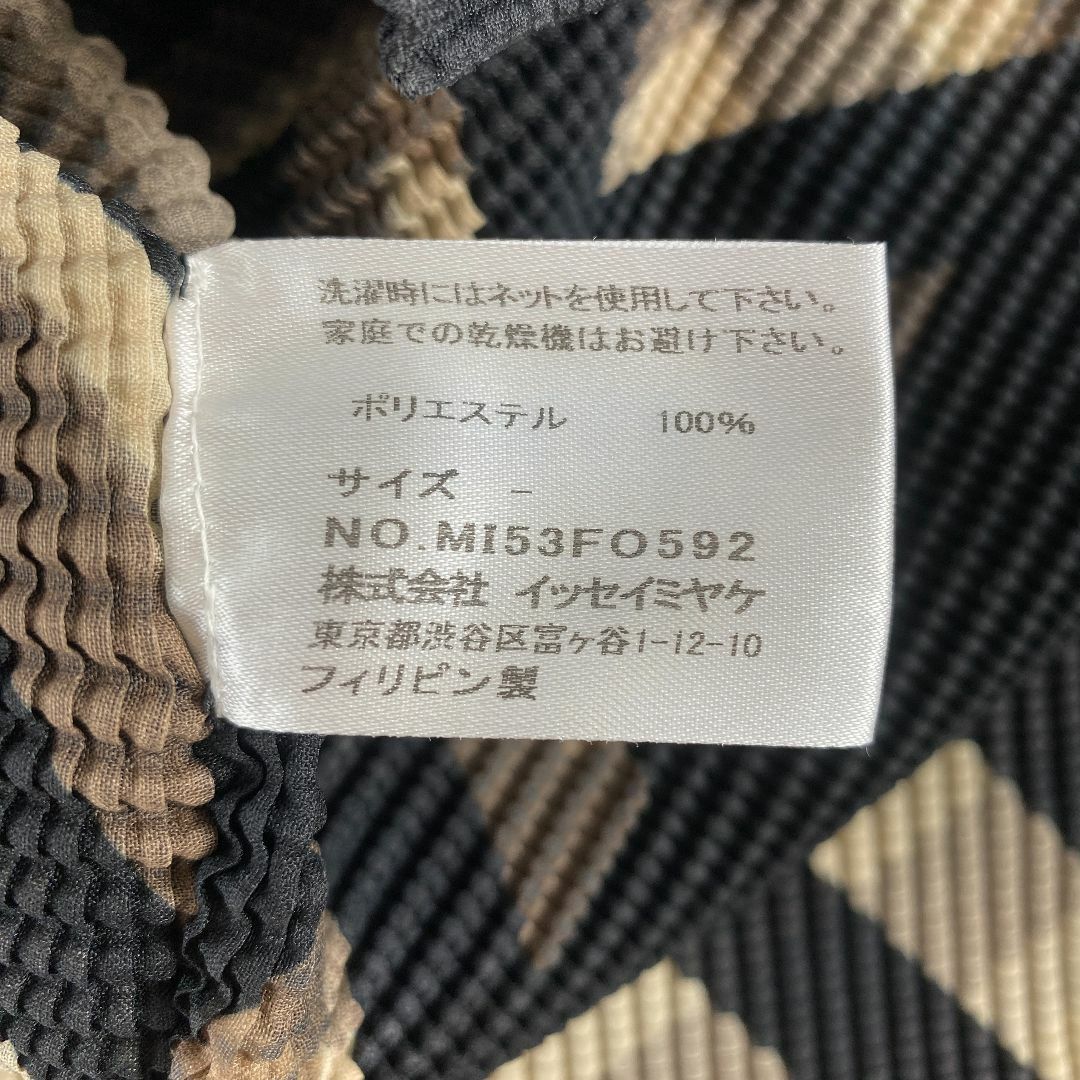 洗濯時にはネットを使用して下さい。
家庭での乾燥機はお避け下さい。
ポリエステル 100%
サイズ -
NO.MI53FO592
株式会社 イッセイミヤケ
東京都渋谷区富ヶ谷1-12-10
フィリピン製